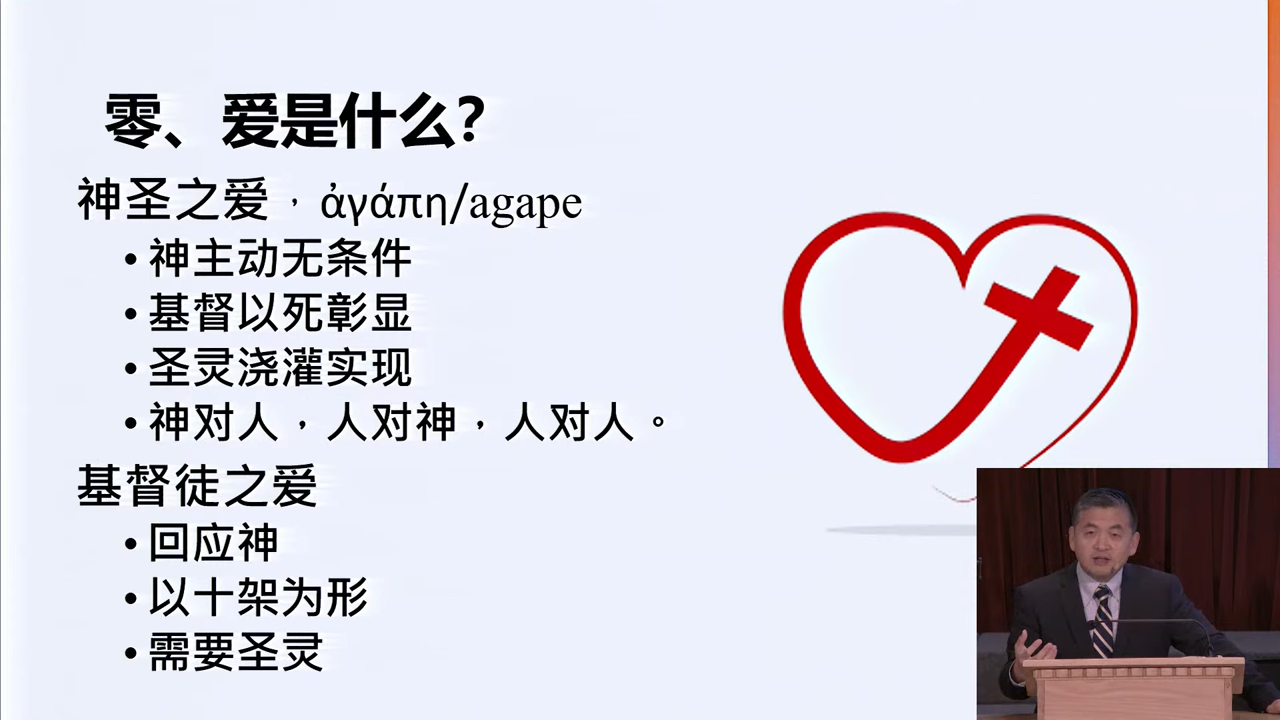 零、爱是什么?
神圣之爱，ἀγάπη/agape
• 神主动无条件
• 基督以死彰显
• 圣灵浇灌实现
• 神对人，人对神，人对人。
基督徒之爱
• 回应神
• 以十架为形
• 需要圣灵